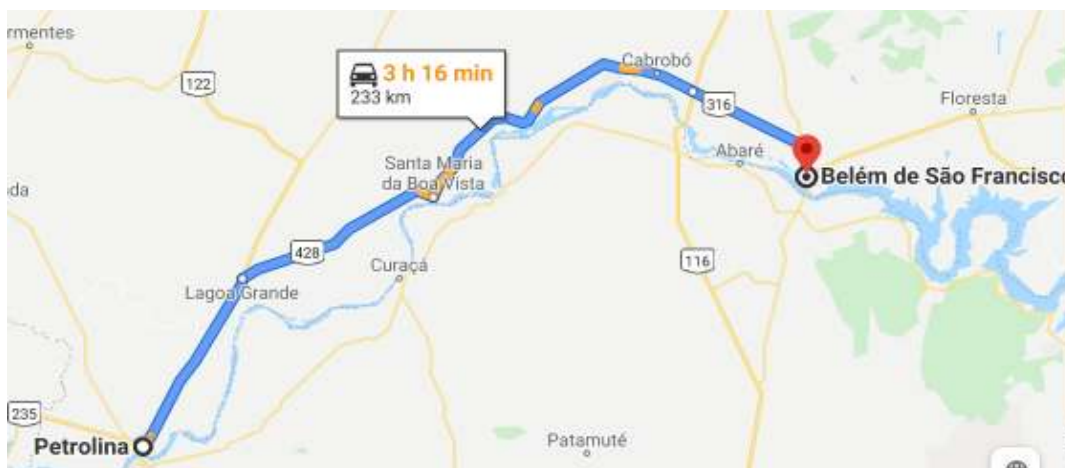 rmentes
122
3 h 16 min
233 km
Cabrobó
316
Floresta
Abaré
Santa Maria
da Boa Vista
Belém de São Francisco
da
428
Curaçá
116
Lagoa Grande
235
Petrolina
Patamuté